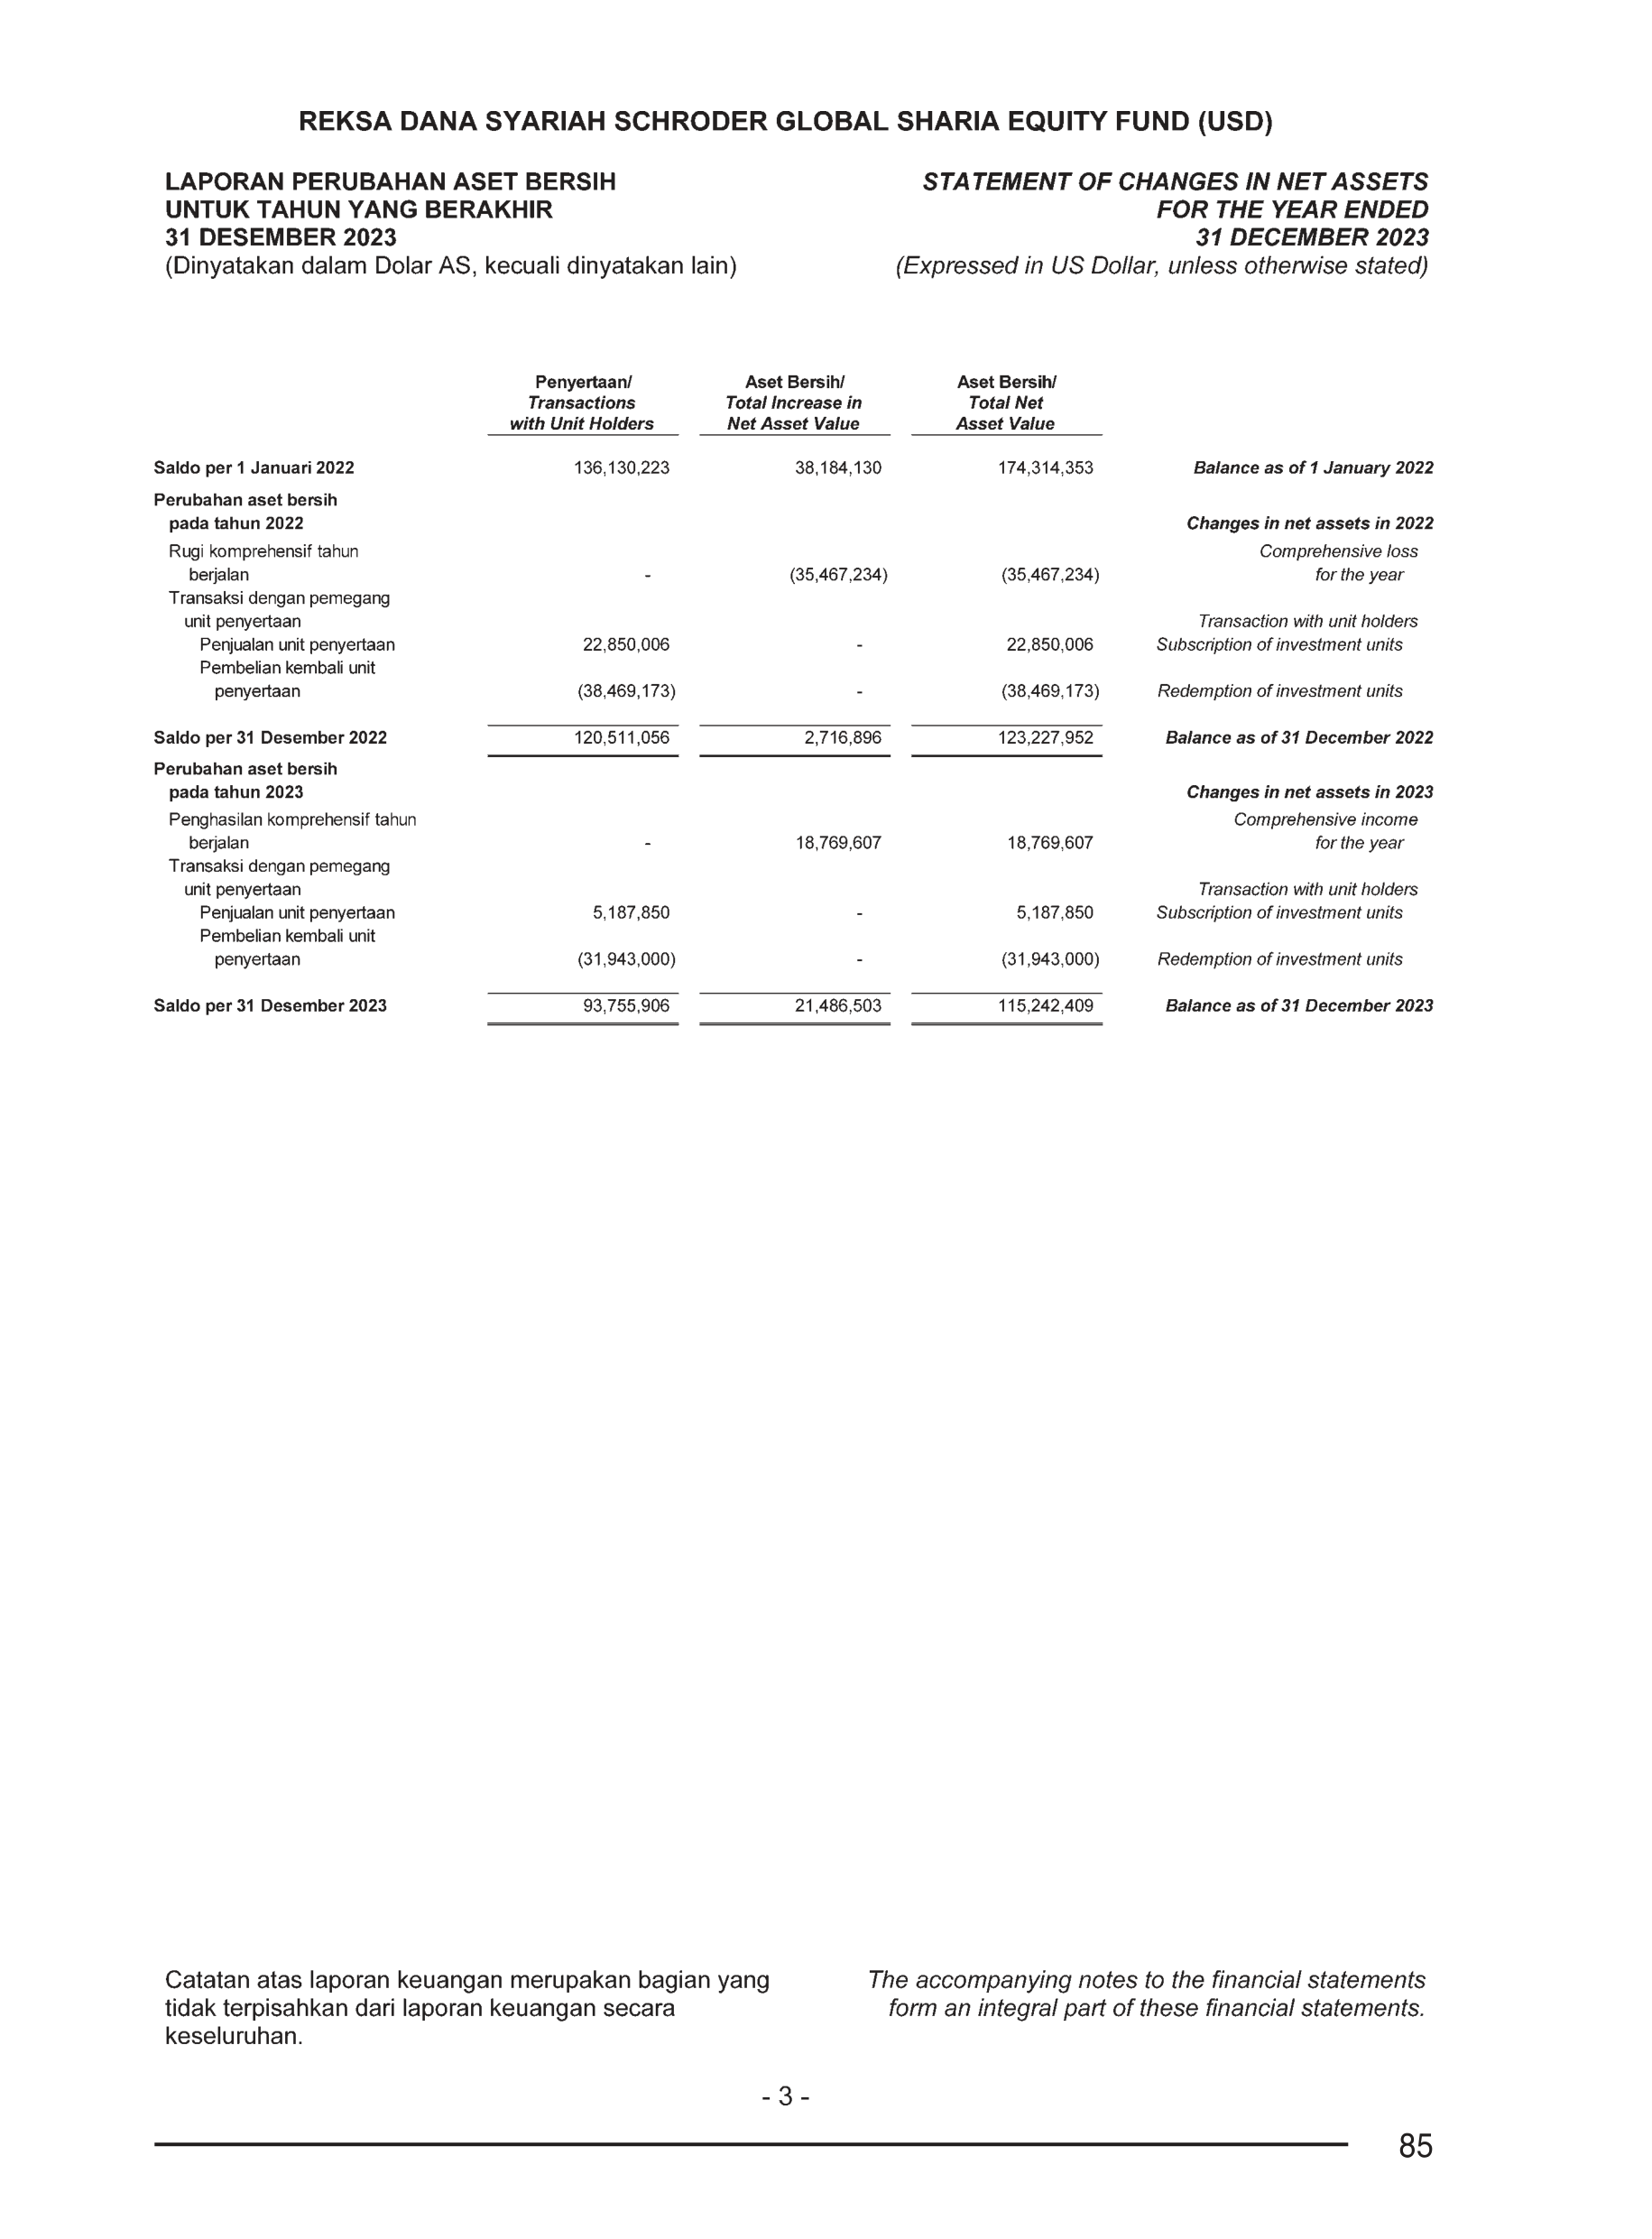 REKSA DANA SYARIAH SCHRODER GLOBAL SHARIA EQUITY FUND (USD)
LAPORAN PERUBAHAN ASET BERSIH STATEMENT OF CHANGES IN NET ASSETS
UNTUK TAHUN YANG BERAKHIR FOR THE YEAR ENDED
31 DESEMBER 2023 31 DECEMBER 2023
(Dinyatakan dalam Dolar AS, kecuali dinyatakan lain) (Expressed in US Dollar, unless otherwise stated)
Penyertaan/ Aset Bersih/ Aset Bersih/
Transactions Total Increase in Total Net
with Unit Holders Net Asset Value Asset Value
Saldo per 1 Januari 2022 136,130,223 38,184,130 174,314,353 Balance as of 1 January 2022
Perubahan aset bersih
pada tahun 2022 Changes in net assets in 2022
Rugi komprehensif tahun Comprehensive loss
berjalan - (35,467,234) (35,467,234) for the year
Transaksi dengan pemegang
unit penyertaan Transaction with unit holders
Penjualan unit penyertaan 22,850,006 - 22,850,006 Subscription of investment units
Pembelian kembali unit
penyertaan (38,469,173) - (38,469,173) Redemption of investment units
Saldo per 31 Desember 2022 120,511,056 2,716,896 123,227,952 Balance as of 31 December 2022
Perubahan aset bersih
pada tahun 2023 Changes in net assets in 2023
Penghasilan komprehensif tahun Comprehensive income
berjalan - 18,769,607 18,769,607 for the year
Transaksi dengan pemegang
unit penyertaan Transaction with unit holders
Penjualan unit penyertaan 5,187,850 - 5,187,850 Subscription of investment units
Pembelian kembali unit
penyertaan (31,943,000) - (31,943,000) Redemption of investment units
Saldo per 31 Desember 2023 93,755,906 21,486,503 115,242,409 Balance as of 31 December 2023
Catatan atas laporan keuangan merupakan bagian yang The accompanying notes to the financial statements
tidak terpisahkan dari laporan keuangan secara form an integral part of these financial statements.
keseluruhan.
- 3 -
85